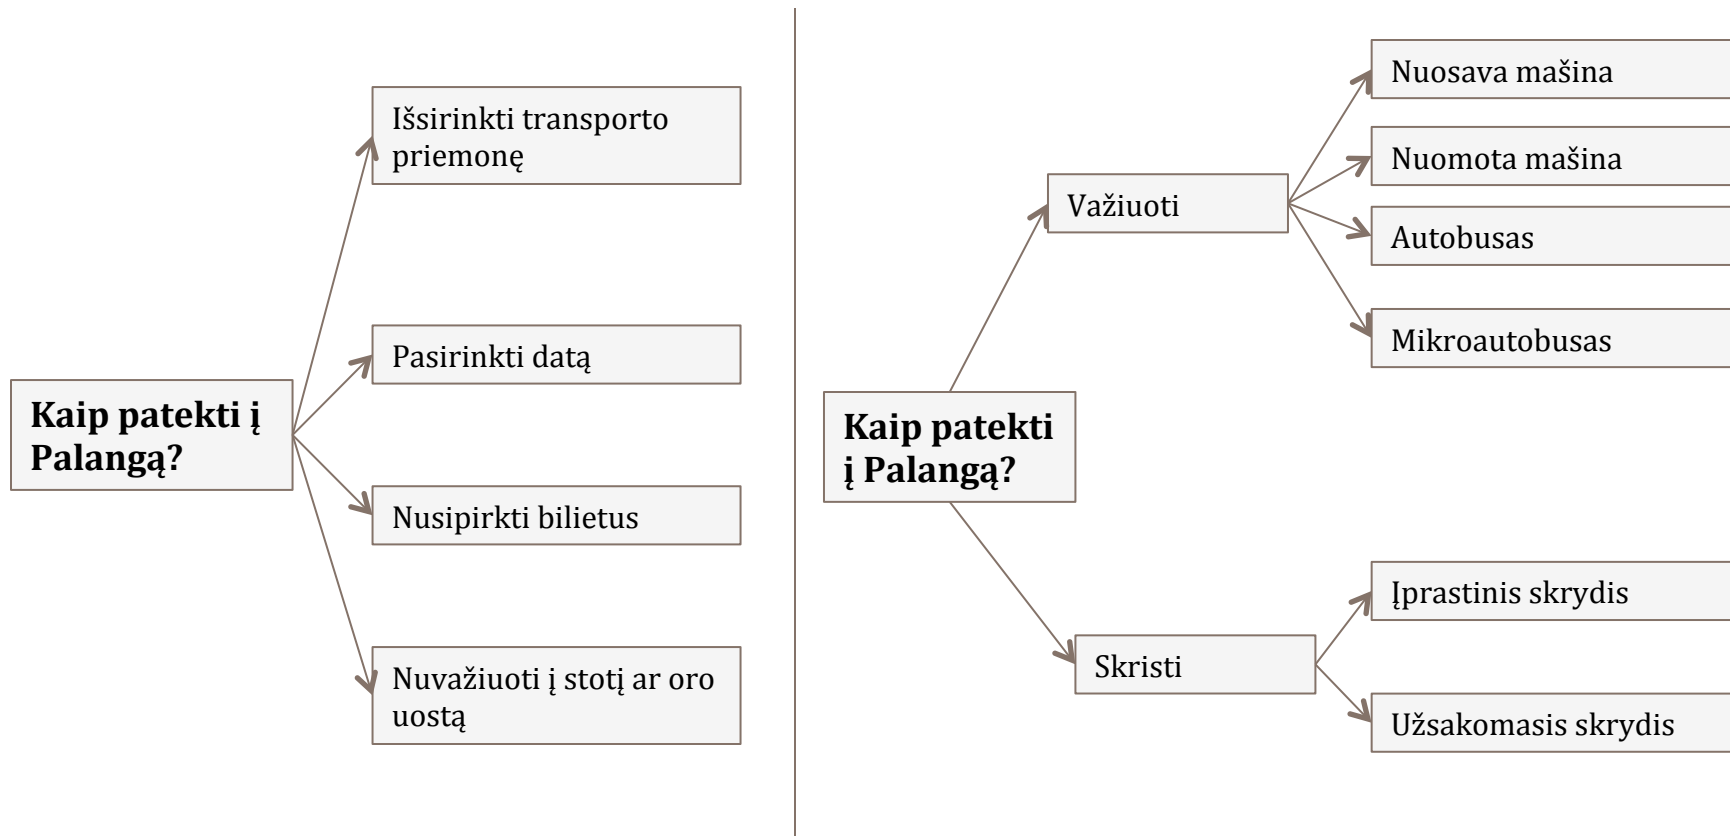 Išsirinkti transporto
priemonę
Pasirinkti datą
Kaip patekti į
Palangą?
Nusipirkti bilietus
Nuvažiuoti į stotį ar oro
uostą
Nuosava mašina
Nuomota mašina
Važiuoti
Autobusas
Mikroautobusas
Kaip patekti
į Palangą?
Įprastinis skrydis
Skristi
Užsakomasis skrydis